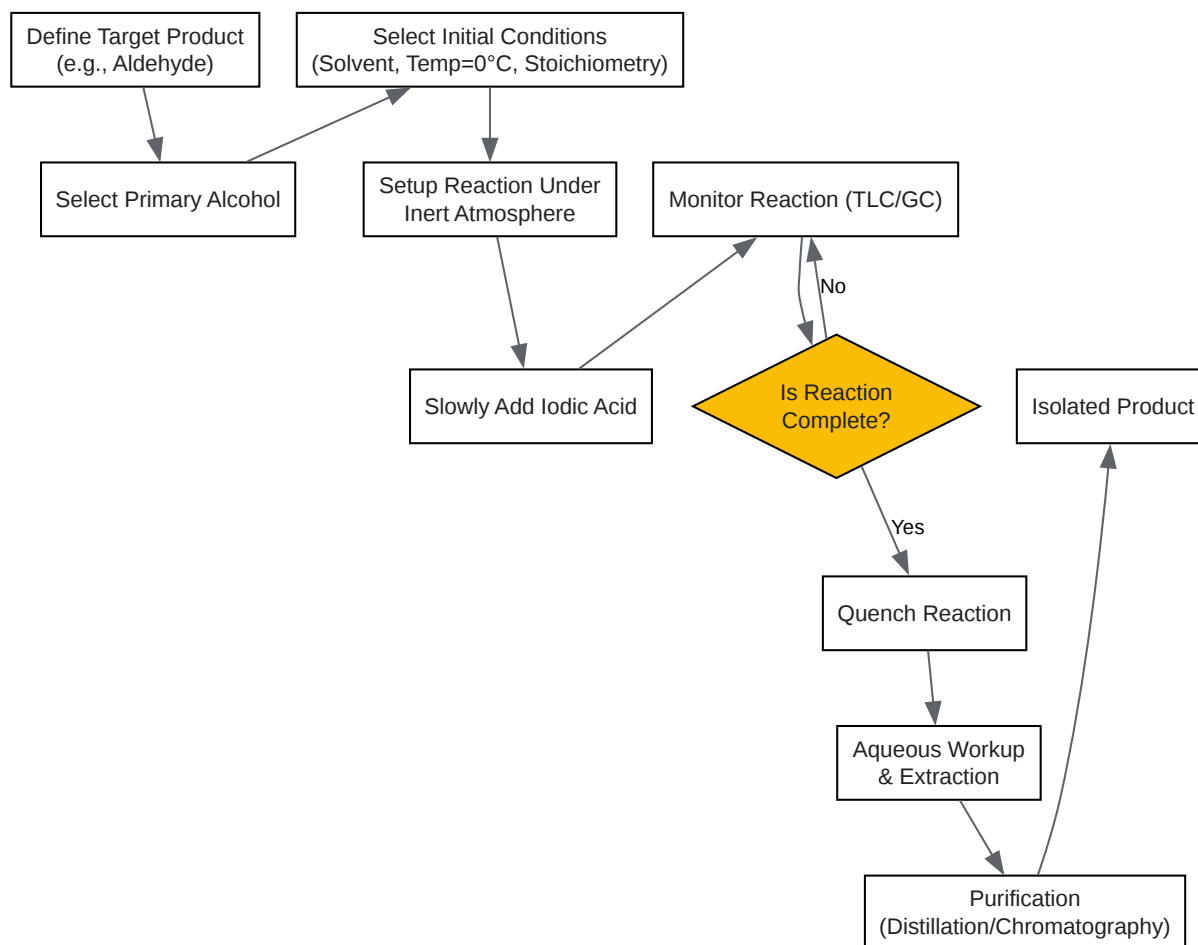 Define Target Product
(e.g., Aldehyde)
Select Initial Conditions
(Solvent, Temp=0°C, Stoichiometry)
Select Primary Alcohol
Setup Reaction Under
Inert Atmosphere
Monitor Reaction (TLC/GC)
No
Slowly Add Iodic Acid
Is Reaction
Complete?
Isolated Product
Yes
Quench Reaction
Aqueous Workup
& Extraction
Purification
(Distillation/Chromatography)